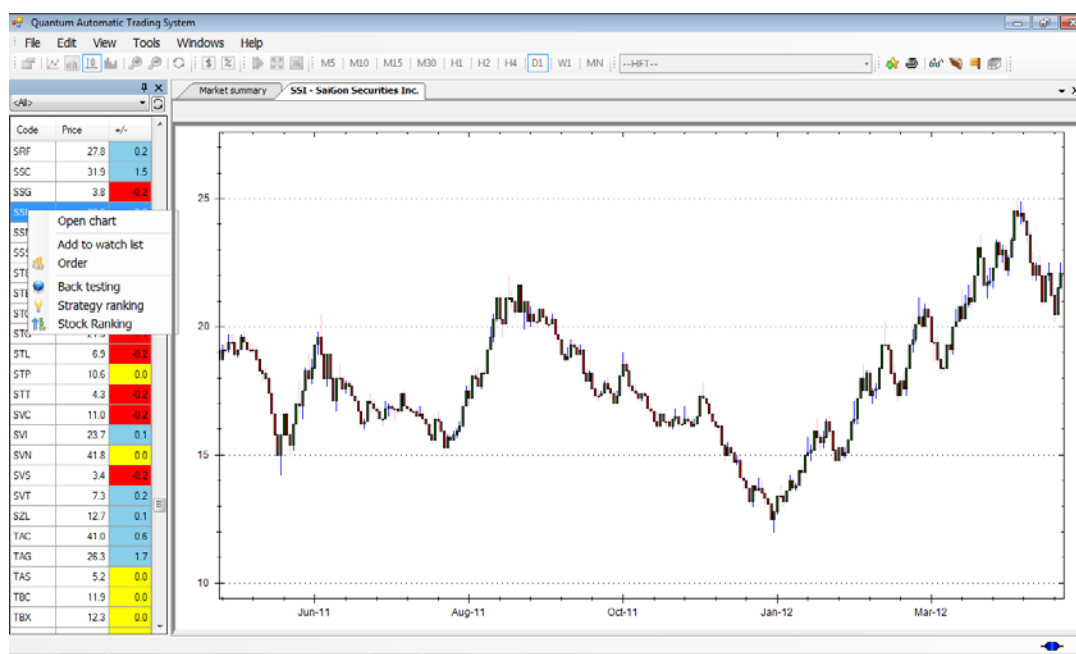 Quantum Automatic Trading System
File Edit View Tools Windows Help
M5 M10 M15 M30 H1 H2 H4 D1 W1 MN --HFT--
<All>
Market summary SSI - SaiGon Securities Inc.
Code Price +/-
SRF 27.8 0.2
SSC 31.9 1.5
SSG 3.8 -0.2
SSI
Open chart
Add to watch list
Order
Back testing
Strategy ranking
Stock Ranking
STL 6.9 -0.2
STP 10.6 0.0
STT 4.3 -0.2
SVC 11.0 -0.2
SVI 23.7 0.1
SVN 41.8 0.0
SVS 3.4 -0.2
SVT 7.3 0.2
SZL 12.7 0.1
TAC 41.0 0.6
TAG 26.3 1.7
TAS 5.2 0.0
TBC 11.9 0.0
TBX 12.3 0.0
25
20
15
10
Jun-11 Aug-11 Oct-11 Jan-12 Mar-12